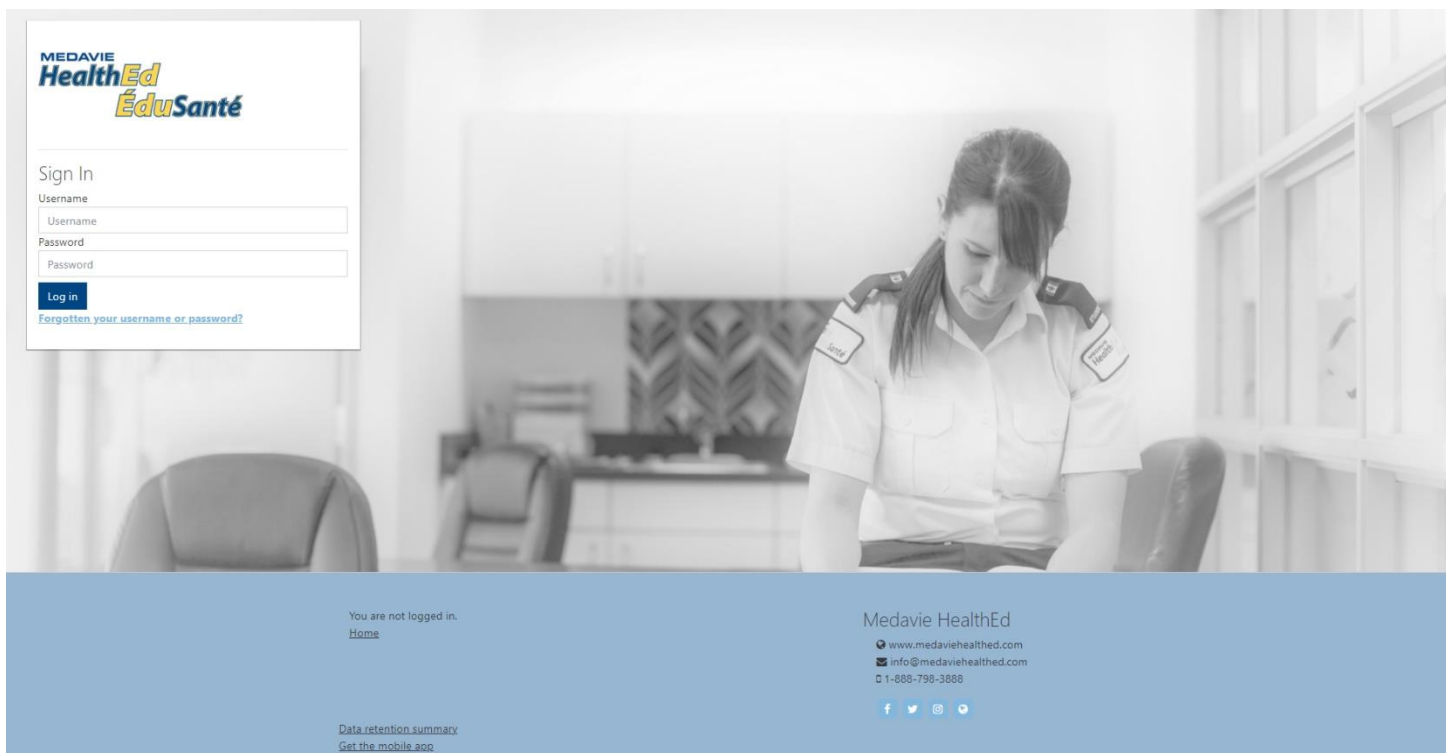 MEDAVIE
HealthEd
ÉduSanté
Sign In
Username
Username
Password
Password
Log in
Forgotten your username or password?
Santé
Health
You are not logged in.
Home
Data retention summary
Get the mobile app
Medavie HealthEd
www.medaviehealthed.com
info@medaviehealthed.com
1-888-798-3888